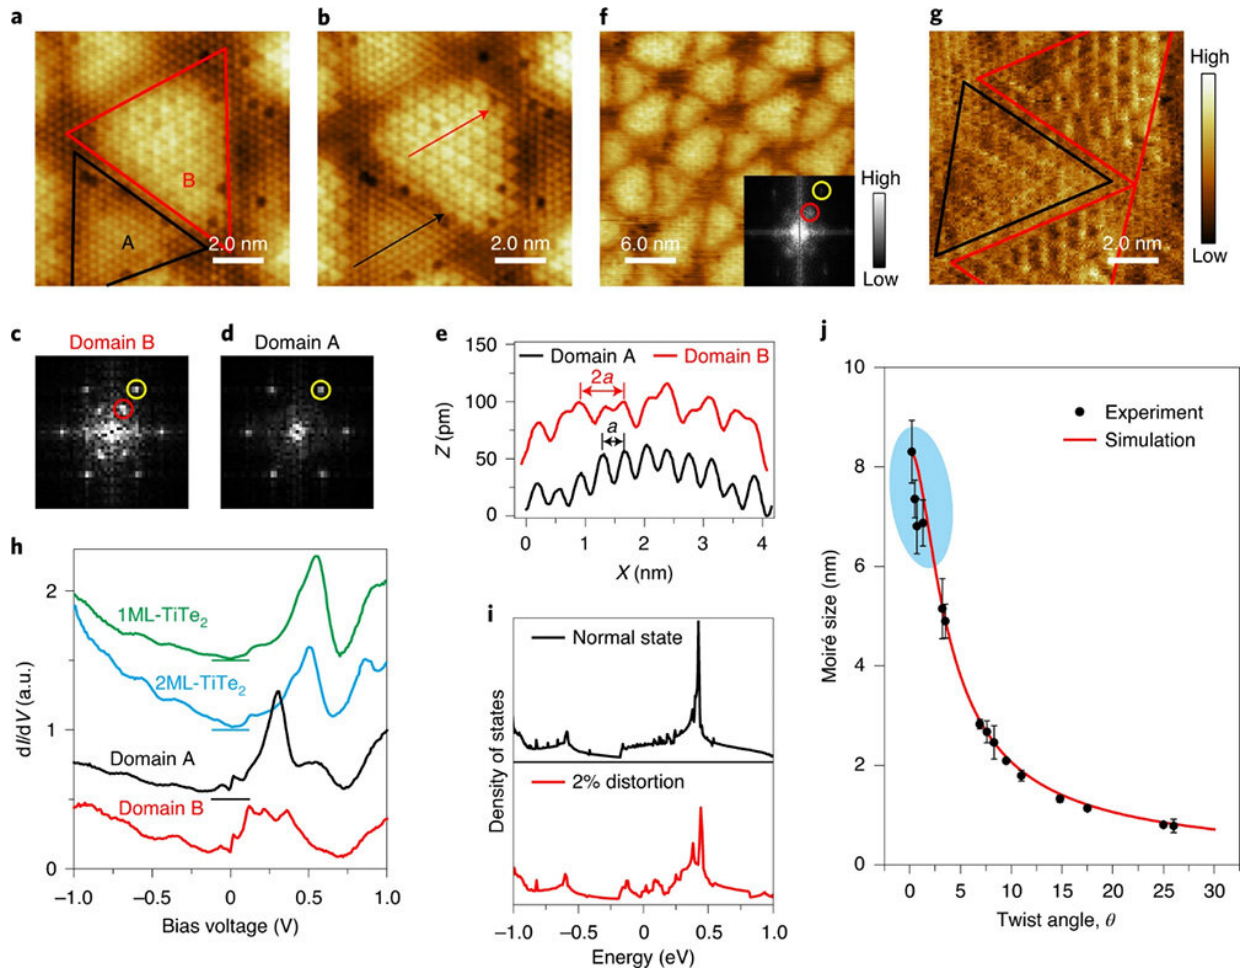 a
B
A
2.0 nm
b
2.0 nm
f
6.0 nm
High
Low
g
2.0 nm
High
Low
c
Domain B
d
Domain A
e
150
100
50
0
Z (pm)
Domain A
Domain B
2a
a
0
1
2
3
4
X (nm)
h
2
1
0
dI/dV (a.u.)
1ML-TiTe₂
2ML-TiTe₂
Domain A
Domain B
–1.0
–0.5
0
0.5
1.0
Bias voltage (V)
i
Normal state
2% distortion
Density of states
–1.0
–0.5
0
0.5
1.0
Energy (eV)
j
10
8
6
4
2
0
Moiré size (nm)
Experiment
Simulation
0
5
10
15
20
25
30
Twist angle, θ